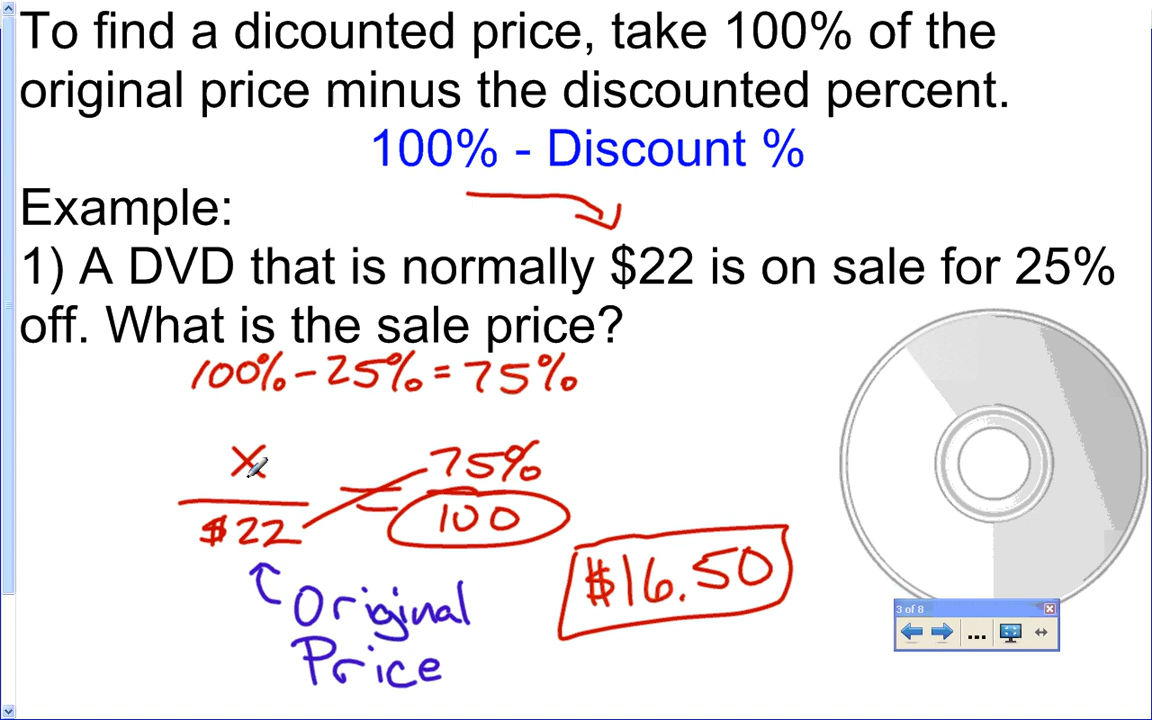 To find a dicounted price, take 100% of the
original price minus the discounted percent.
100% - Discount %
Example:
1) A DVD that is normally $22 is on sale for 25%
off. What is the sale price?
100% - 25% = 75%
x = 75%
$22 100
$16.50
Original
Price
3 of 8
...